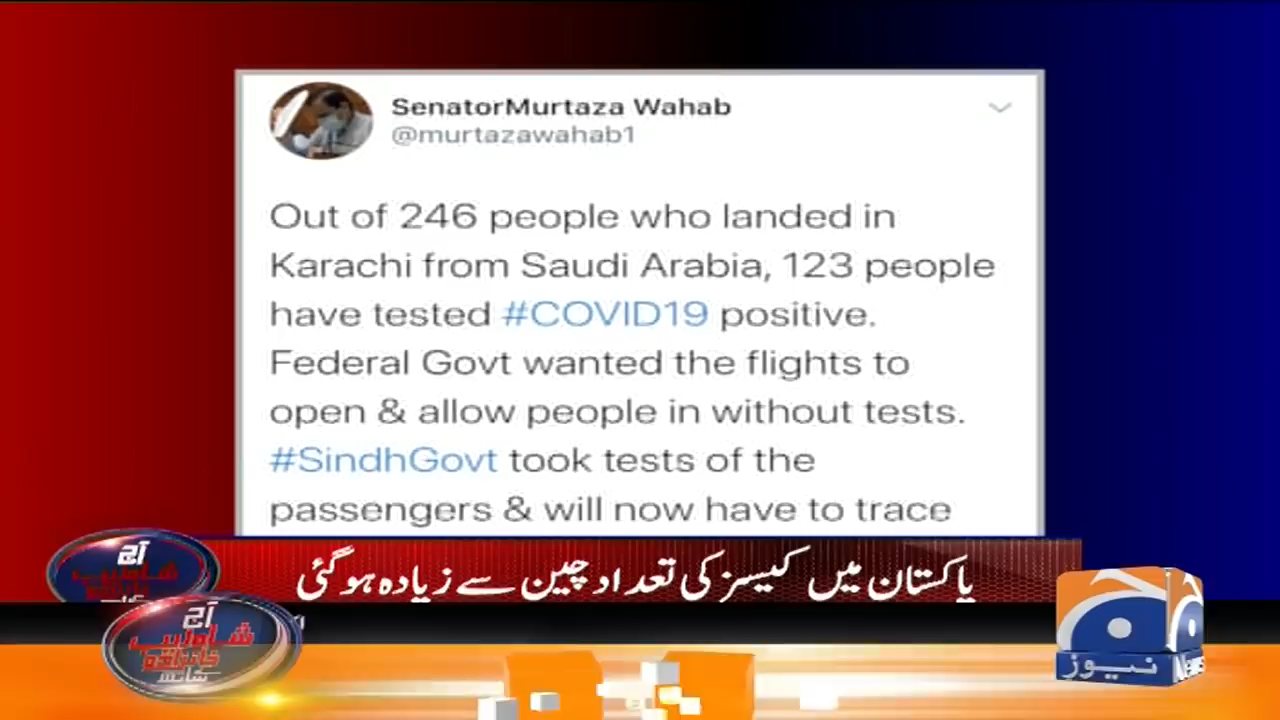 SenatorMurtaza Wahab
@murtazawahab1
Out of 246 people who landed in
Karachi from Saudi Arabia, 123 people
have tested #COVID19 positive.
Federal Govt wanted the flights to
open & allow people in without tests.
#SindhGovt took tests of the
passengers & will now have to trace
پاکستان میں کیسز کی تعداد چین سے زیادہ ہوگئی
آج
آج
شاہزیب
خانزادہ
کے ساتھ
نیوز News